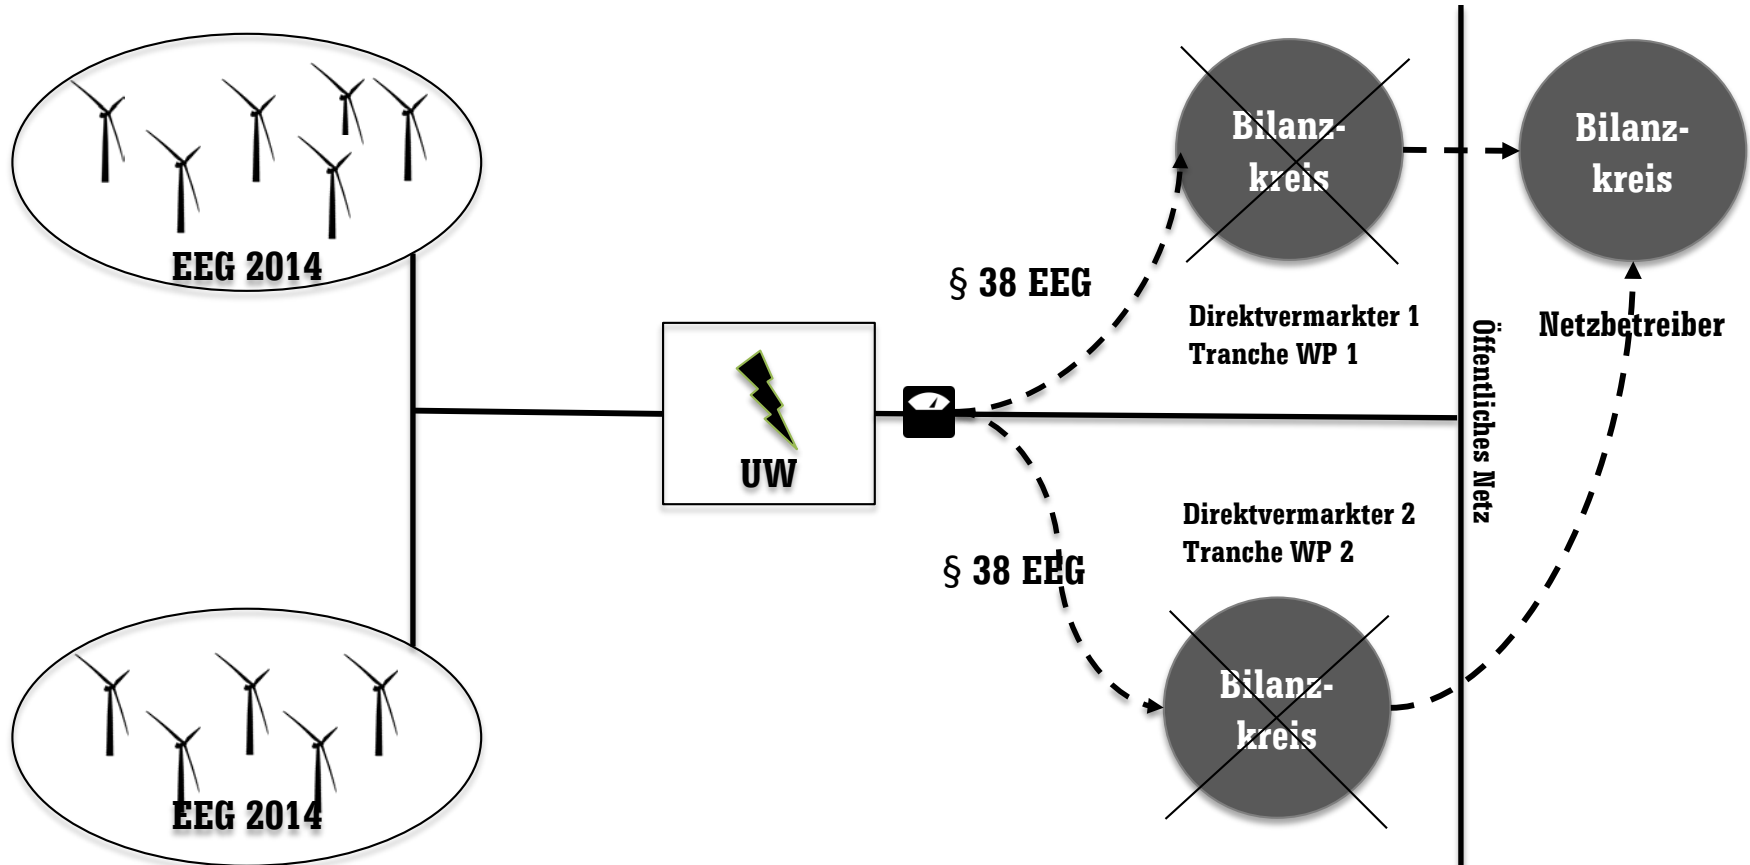 EEG 2014
Bilanz-
kreis
Bilanz-
kreis
§ 38 EEG
Direktvermarkter 1
Tranche WP 1
Netzbetreiber
Öffentliches Netz
UW
Direktvermarkter 2
Tranche WP 2
§ 38 EEG
Bilanz-
kreis
EEG 2014